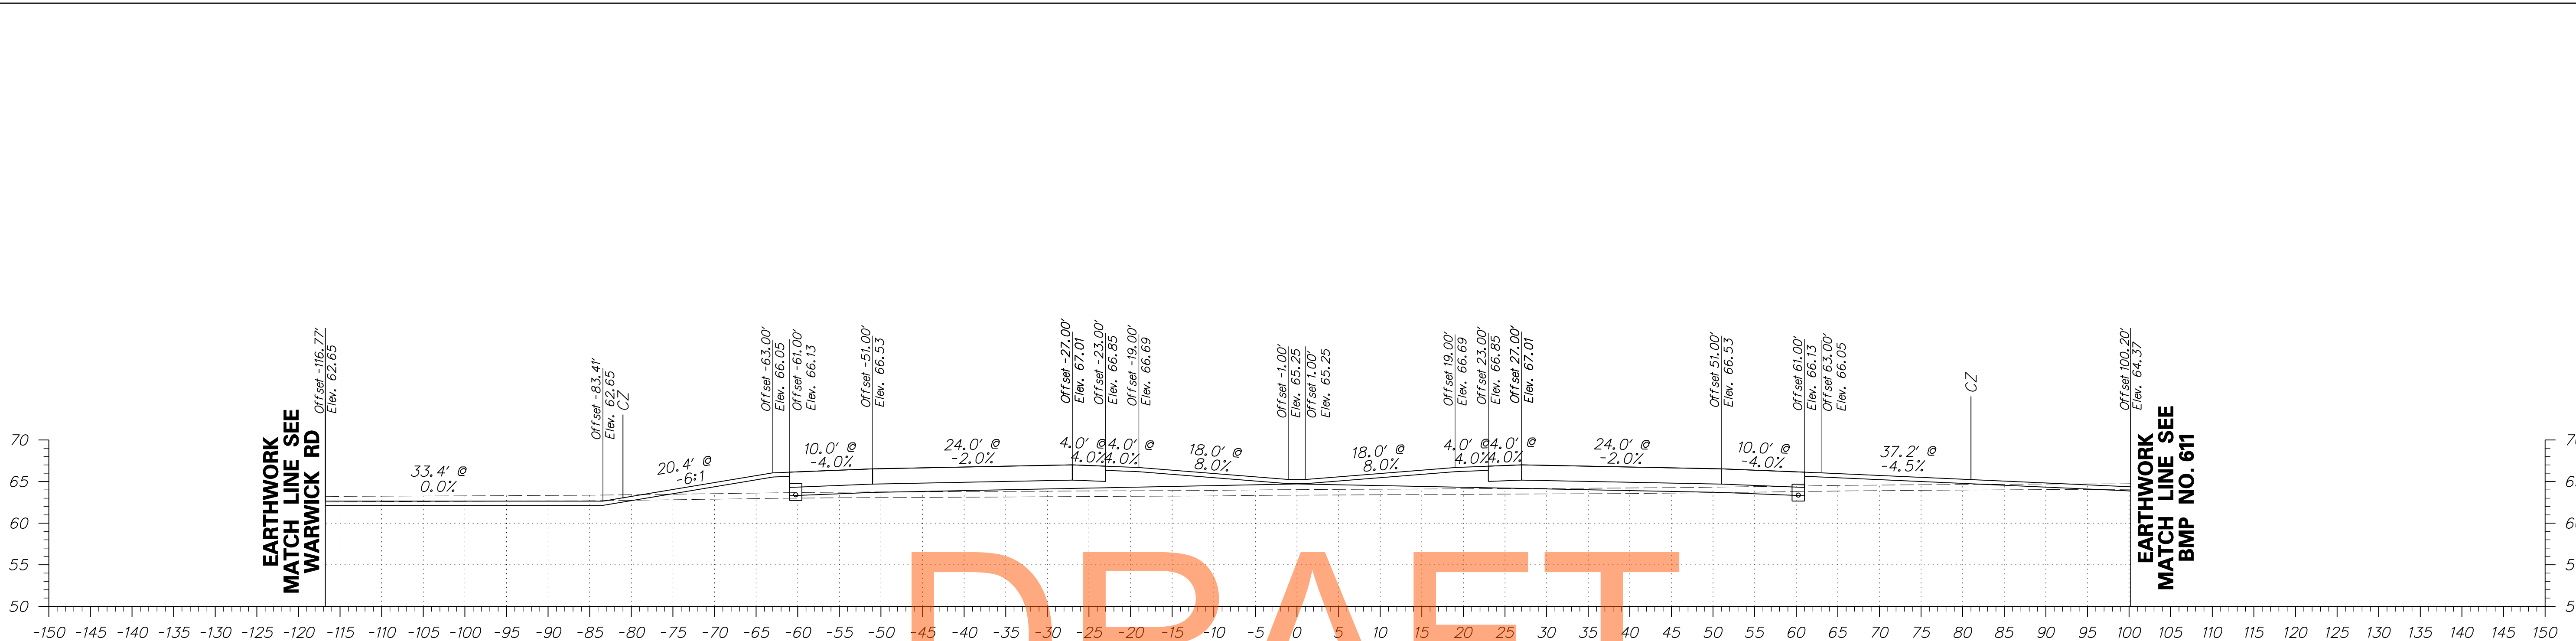 Offset -116.77'
Elev. 62.65
Offset -83.41'
Elev. 62.65
CZ
Offset -63.00'
Elev. 66.05
Offset -61.00'
Elev. 66.13
Offset -51.00'
Elev. 66.53
Offset -27.00'
Elev. 67.01
Offset -23.00'
Elev. 66.85
Offset -19.00'
Elev. 66.69
Offset -1.00'
Elev. 65.25
Offset 1.00'
Elev. 65.25
Offset 19.00'
Elev. 66.69
Offset 23.00'
Elev. 66.85
Offset 27.00'
Elev. 67.01
Offset 51.00'
Elev. 66.53
Offset 61.00'
Elev. 66.13
Offset 63.00'
Elev. 66.05
CZ
Offset 100.20'
Elev. 64.37
EARTHWORK
MATCH LINE SEE
WARWICK RD
33.4' @
0.0%
20.4' @
-6:1
10.0' @
-4.0%
24.0' @
-2.0%
4.0' @
4.0%
4.0' @
4.0%
18.0' @
8.0%
18.0' @
8.0%
4.0' @
4.0%
4.0' @
4.0%
24.0' @
-2.0%
10.0' @
-4.0%
37.2' @
-4.5%
EARTHWORK
MATCH LINE SEE
BMP NO. 611
70
65
60
55
50
DRAFT
-150 -145 -140 -135 -130 -125 -120 -115 -110 -105 -100 -95 -90 -85 -80 -75 -70 -65 -60 -55 -50 -45 -40 -35 -30 -25 -20 -15 -10 -5 0 5 10 15 20 25 30 35 40 45 50 55 60 65 70 75 80 85 90 95 100 105 110 115 120 125 130 135 140 145 150